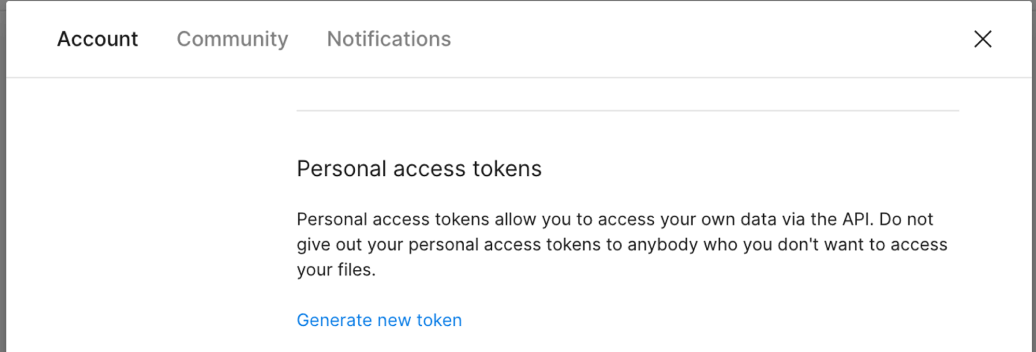 Account Community Notifications
Personal access tokens
Personal access tokens allow you to access your own data via the API. Do not
give out your personal access tokens to anybody who you don't want to access
your files.
Generate new token